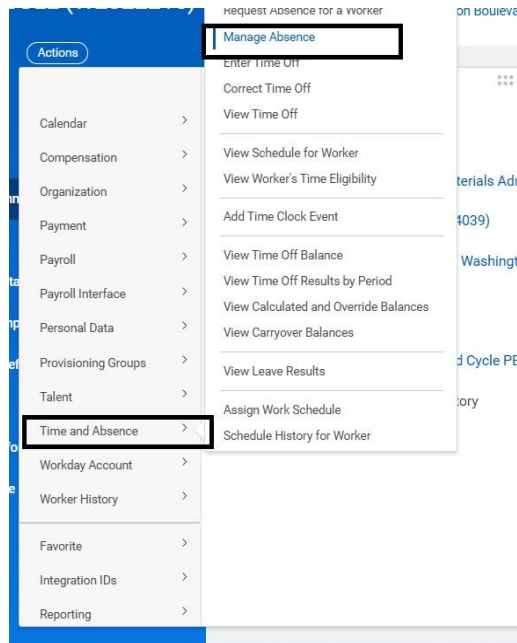 Request Absence for a Worker
Manage Absence
Enter Time Off
Correct Time Off
View Time Off
View Schedule for Worker
View Worker's Time Eligibility
Add Time Clock Event
View Time Off Balance
View Time Off Results by Period
View Calculated and Override Balances
View Carryover Balances
View Leave Results
Assign Work Schedule
Schedule History for Worker
Actions
Calendar
Compensation
Organization
Payment
Payroll
Payroll Interface
Personal Data
Provisioning Groups
Talent
Time and Absence
Workday Account
Worker History
Favorite
Integration IDs
Reporting
on Bouleva
terials Adm
4039)
Washingt
d Cycle PE
tory